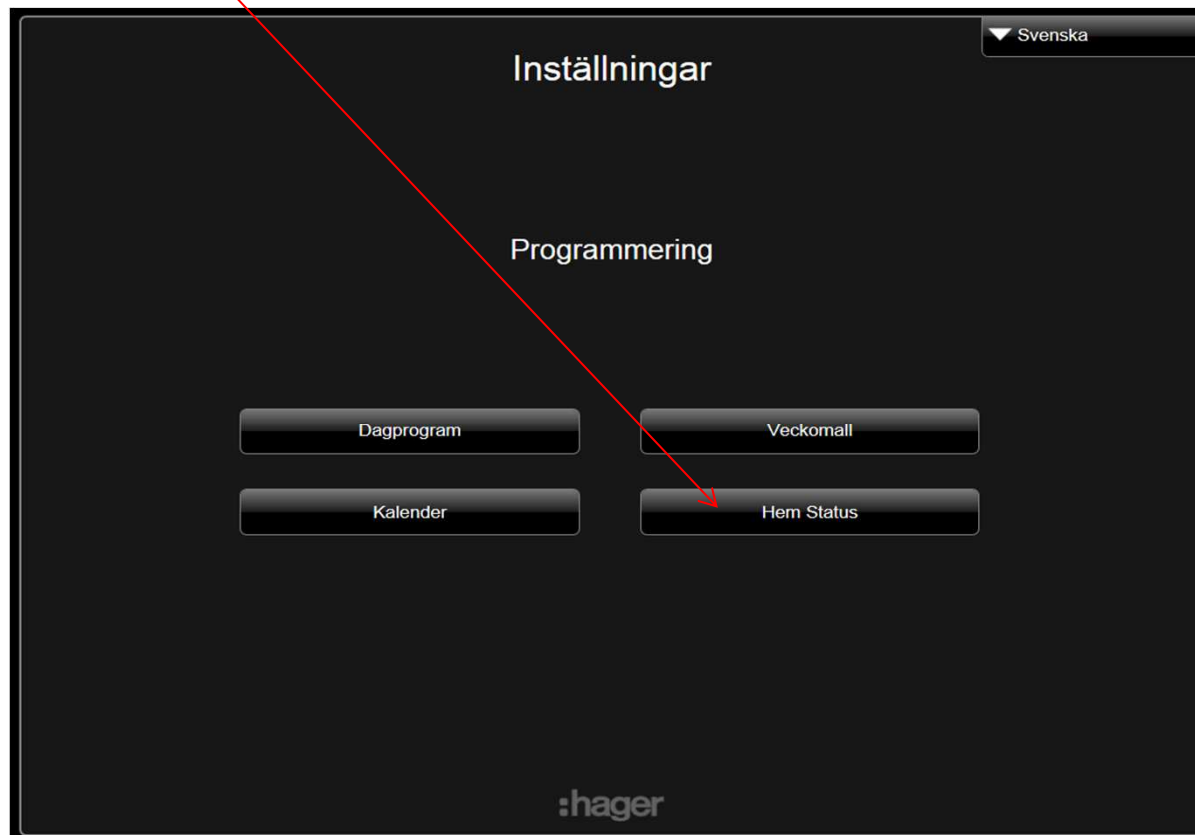 Svenska
Inställningar
Programmering
Dagprogram
Veckomall
Kalender
Hem Status
:hager